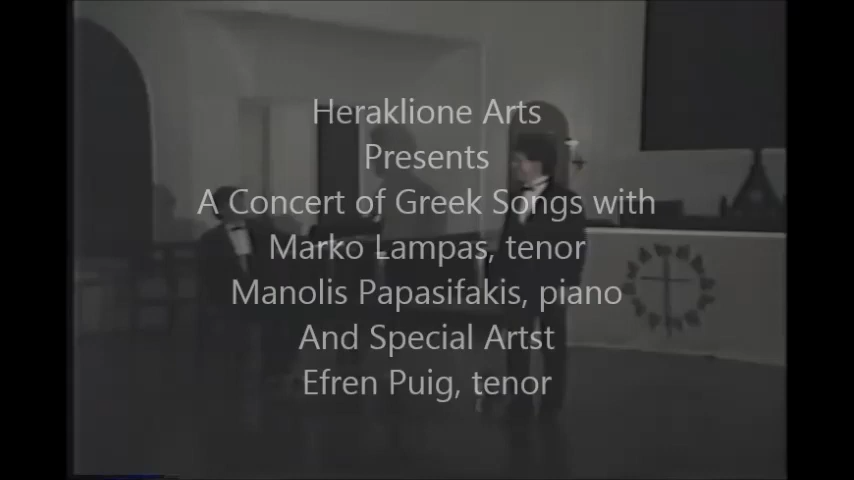 Heraklione Arts
Presents
A Concert of Greek Songs with
Marko Lampas, tenor
Manolis Papasifakis, piano
And Special Artst
Efren Puig, tenor